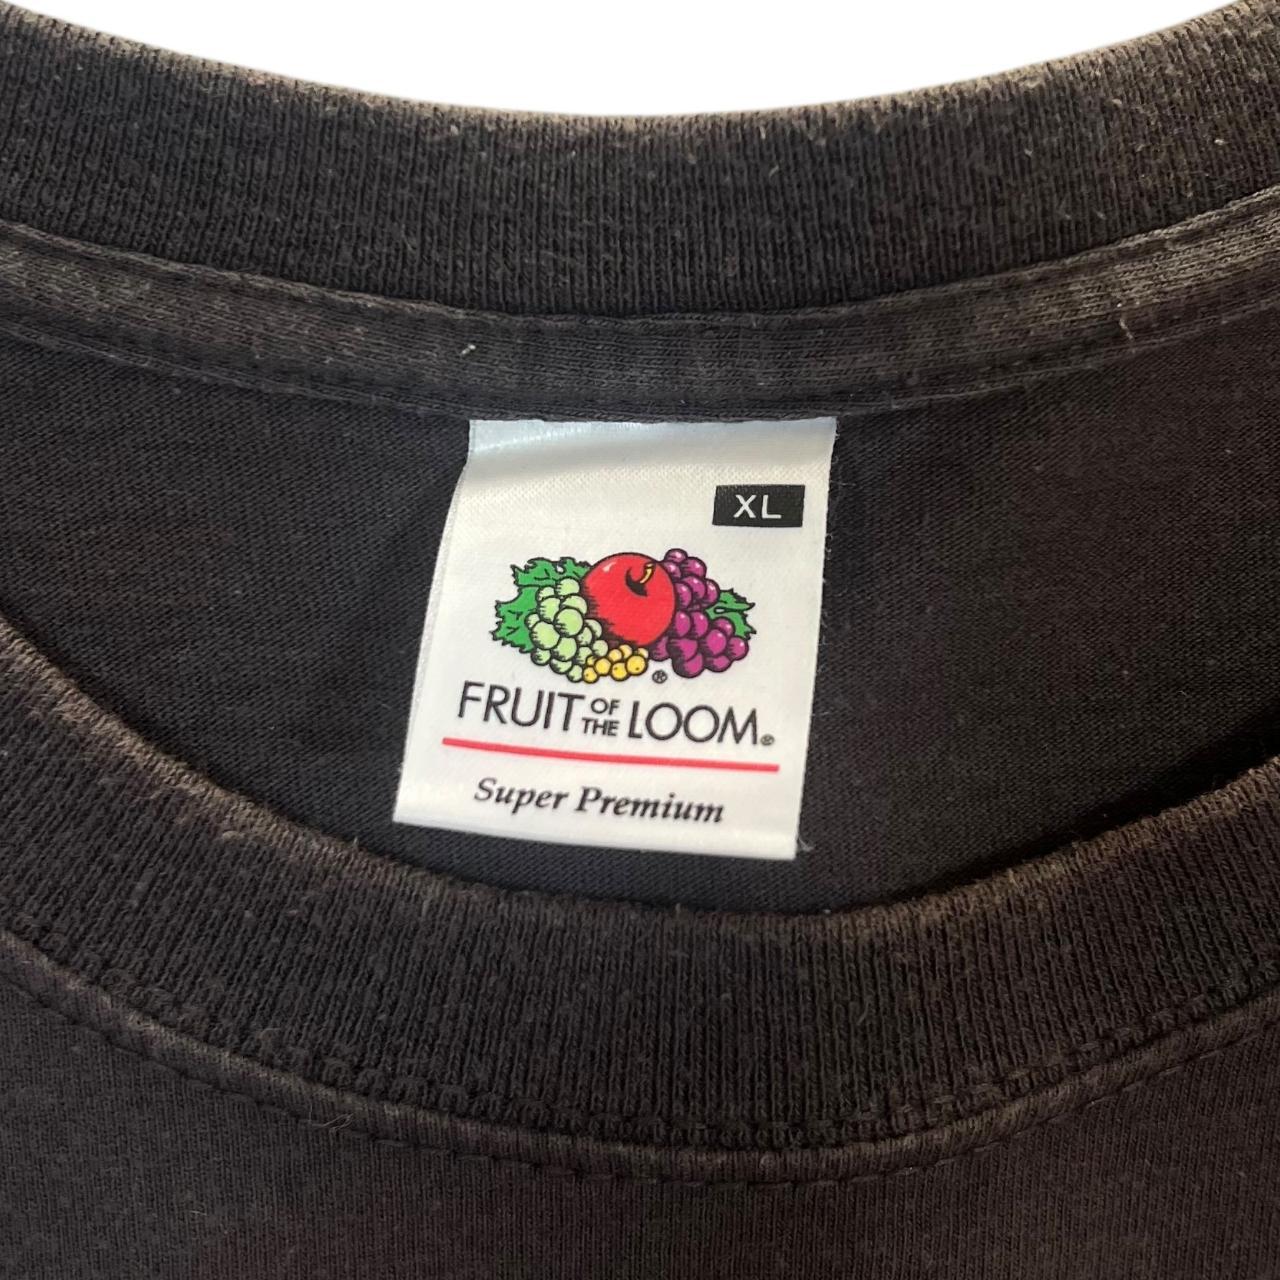 XL
®
FRUIT OF THE LOOM®
Super Premium